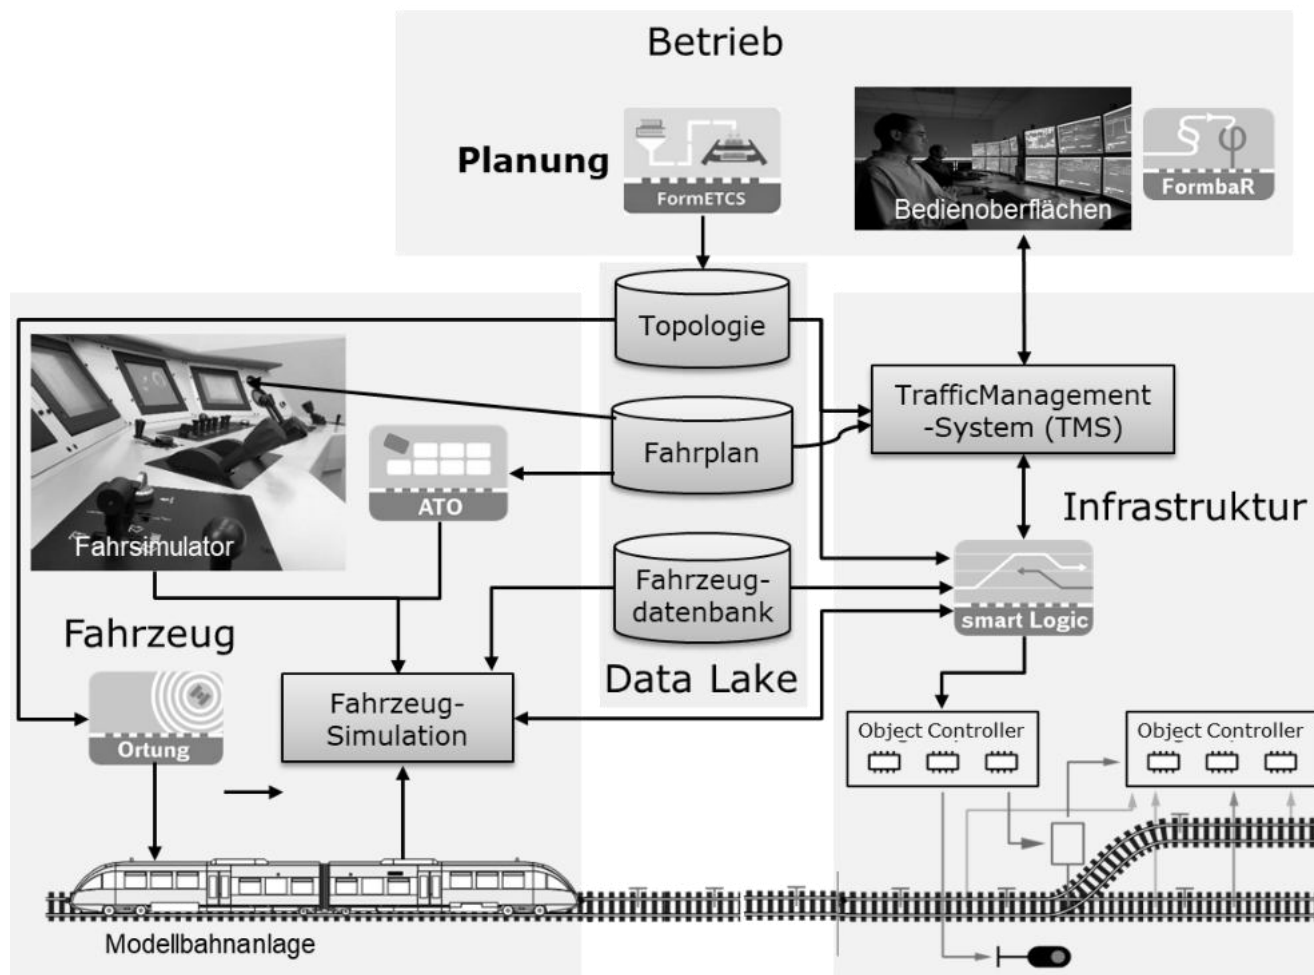 Betrieb
Planung
FormETCS
Bedienoberflächen
FormbaR
Topologie
TrafficManagement
-System (TMS)
Fahrplan
ATO
Fahrsimulator
Infrastruktur
Fahrzeug-
datenbank
smart Logic
Fahrzeug
Data Lake
Fahrzeug-
Simulation
Ortung
Object Controller
Object Controller
Modellbahnanlage